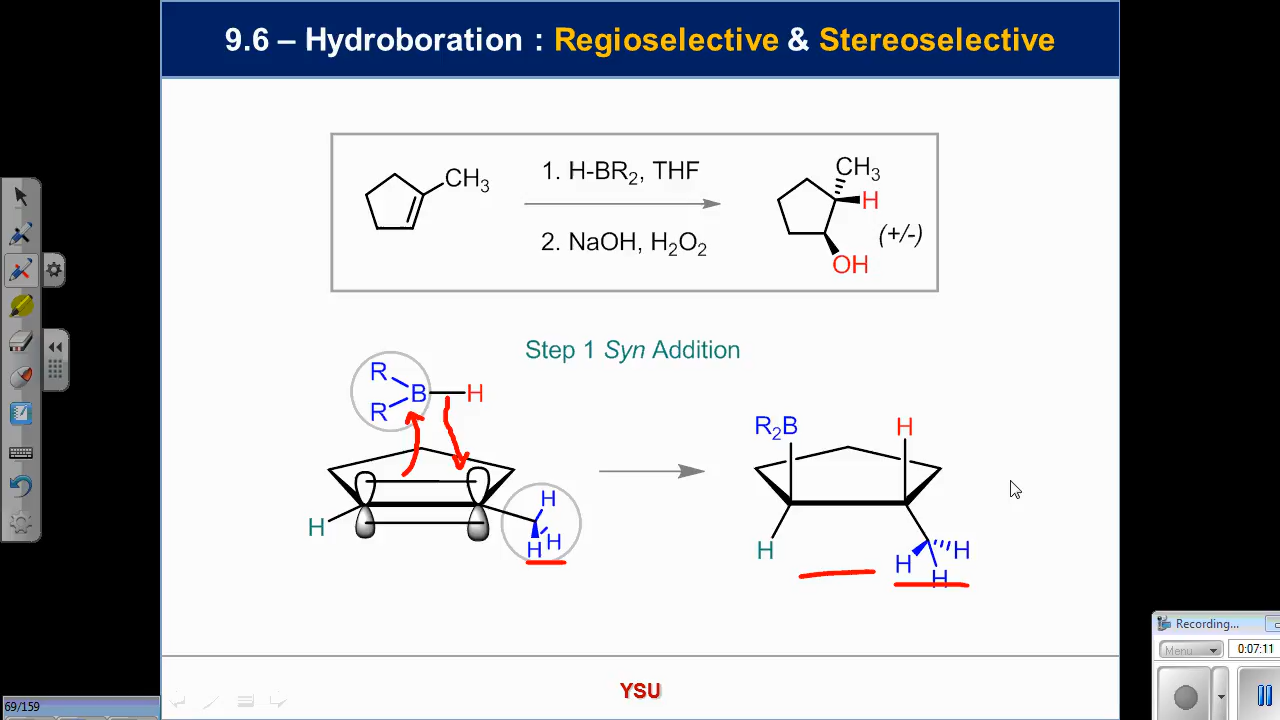 9.6 – Hydroboration : Regioselective & Stereoselective
CH₃
1. H-BR₂, THF
2. NaOH, H₂O₂
CH₃
H
(+/-)
OH
Step 1 Syn Addition
R
R
B
H
H
H
H
H
R₂B
H
H
H
H
H
YSU
69/159
Recording...
Menu
0:07:11